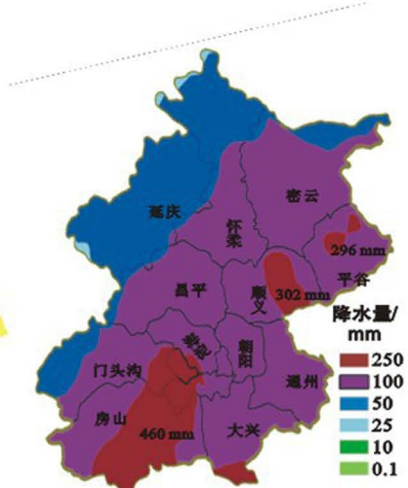 延庆
密云
怀
柔
296 mm
平谷
昌平
顺
义
302 mm
降水量/
mm
250
100
50
25
10
0.1
海淀
朝
阳
门头沟
通州
房山
460 mm
大兴